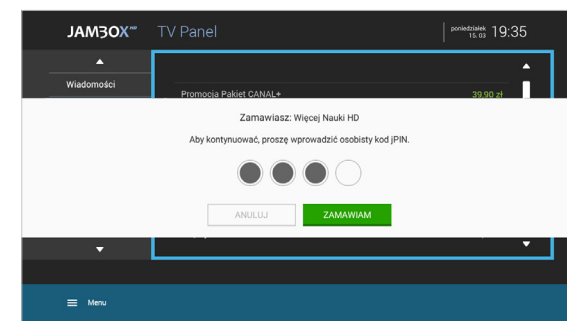 JAMBOX TV Panel
poniedziałek
15. 03 19:35
Wiadomości
Promocja Pakiet CANAL+ 39.90 zł
Zamawiasz: Więcej Nauki HD
Aby kontynuować, proszę wprowadzić osobisty kod jPIN.
ANULUJ ZAMAWIAM
Menu